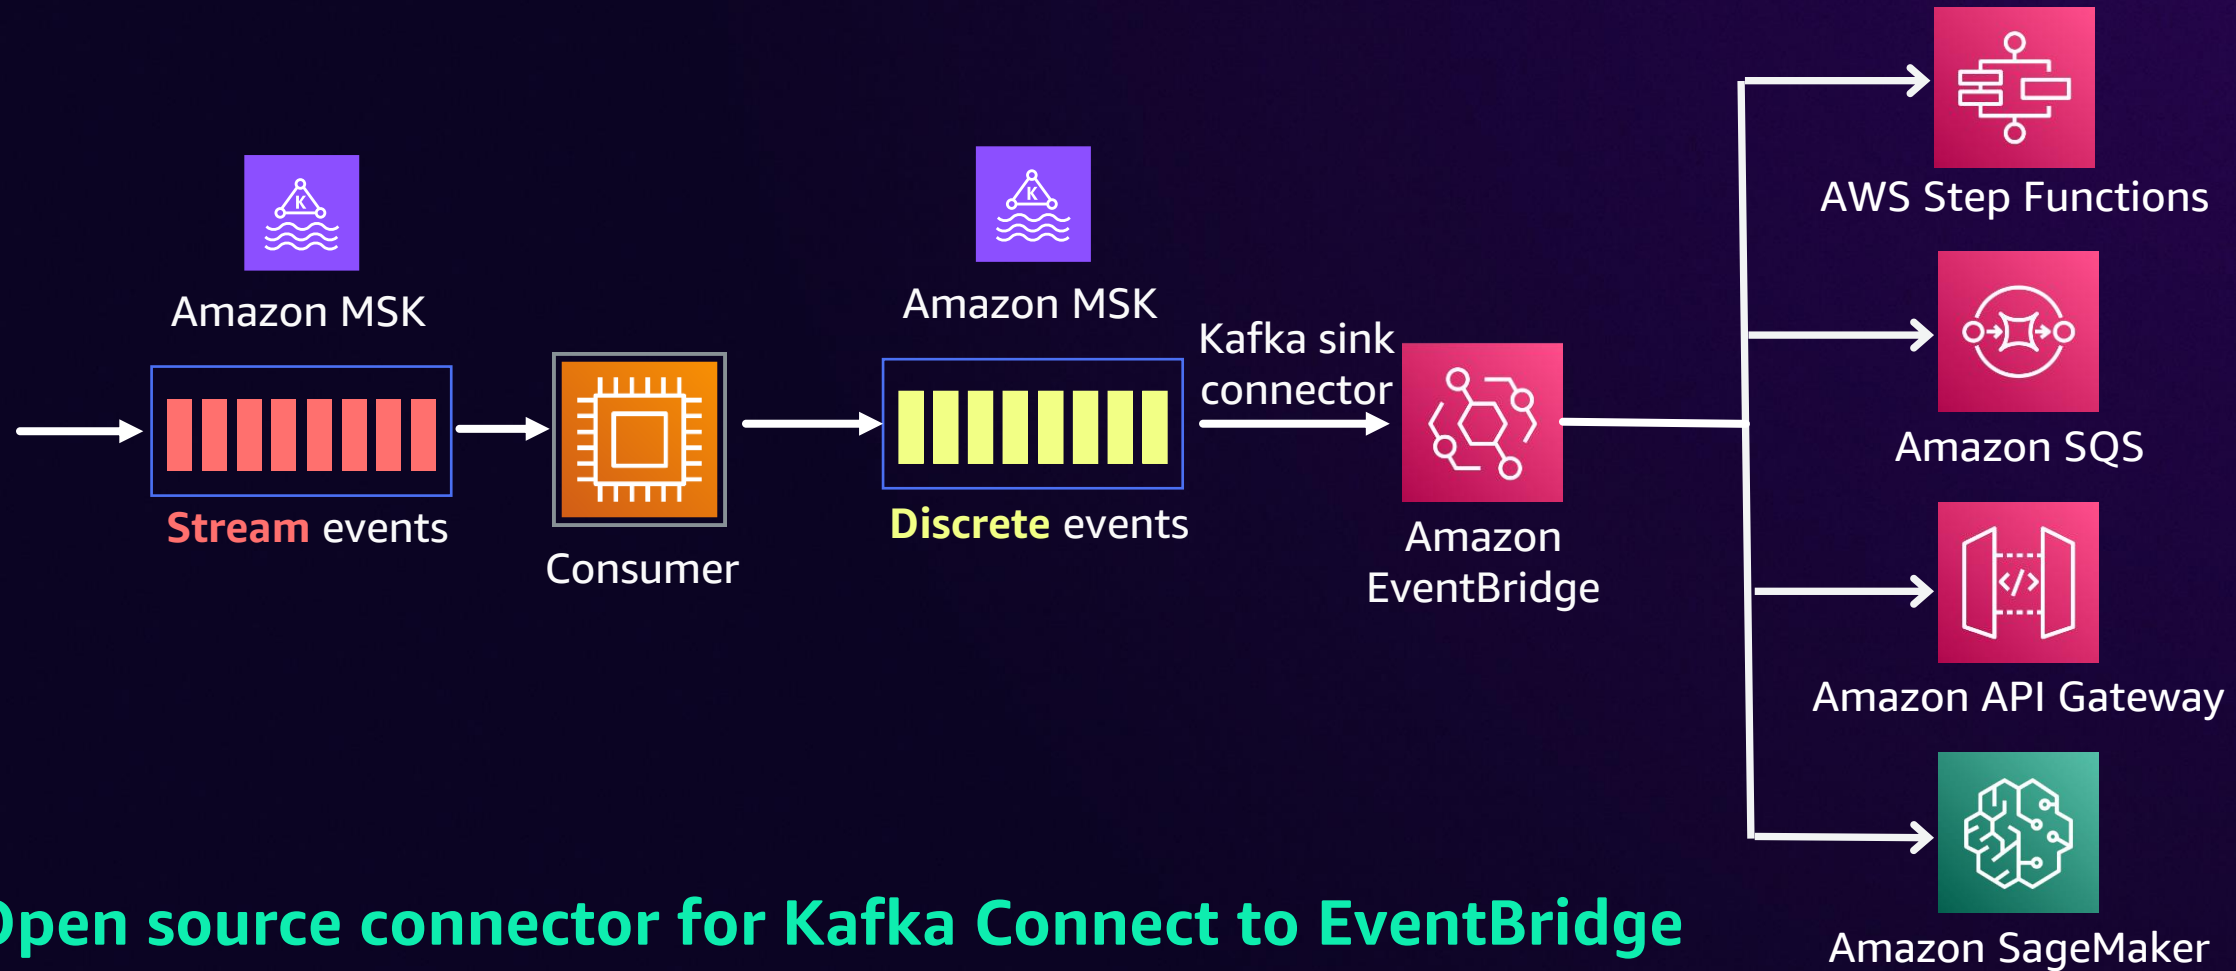 Amazon MSK
Stream events
Consumer
Amazon MSK
Discrete events
Kafka sink
connector
Amazon
EventBridge
AWS Step Functions
Amazon SQS
Amazon API Gateway
Amazon SageMaker
Open source connector for Kafka Connect to EventBridge
K
K
</>